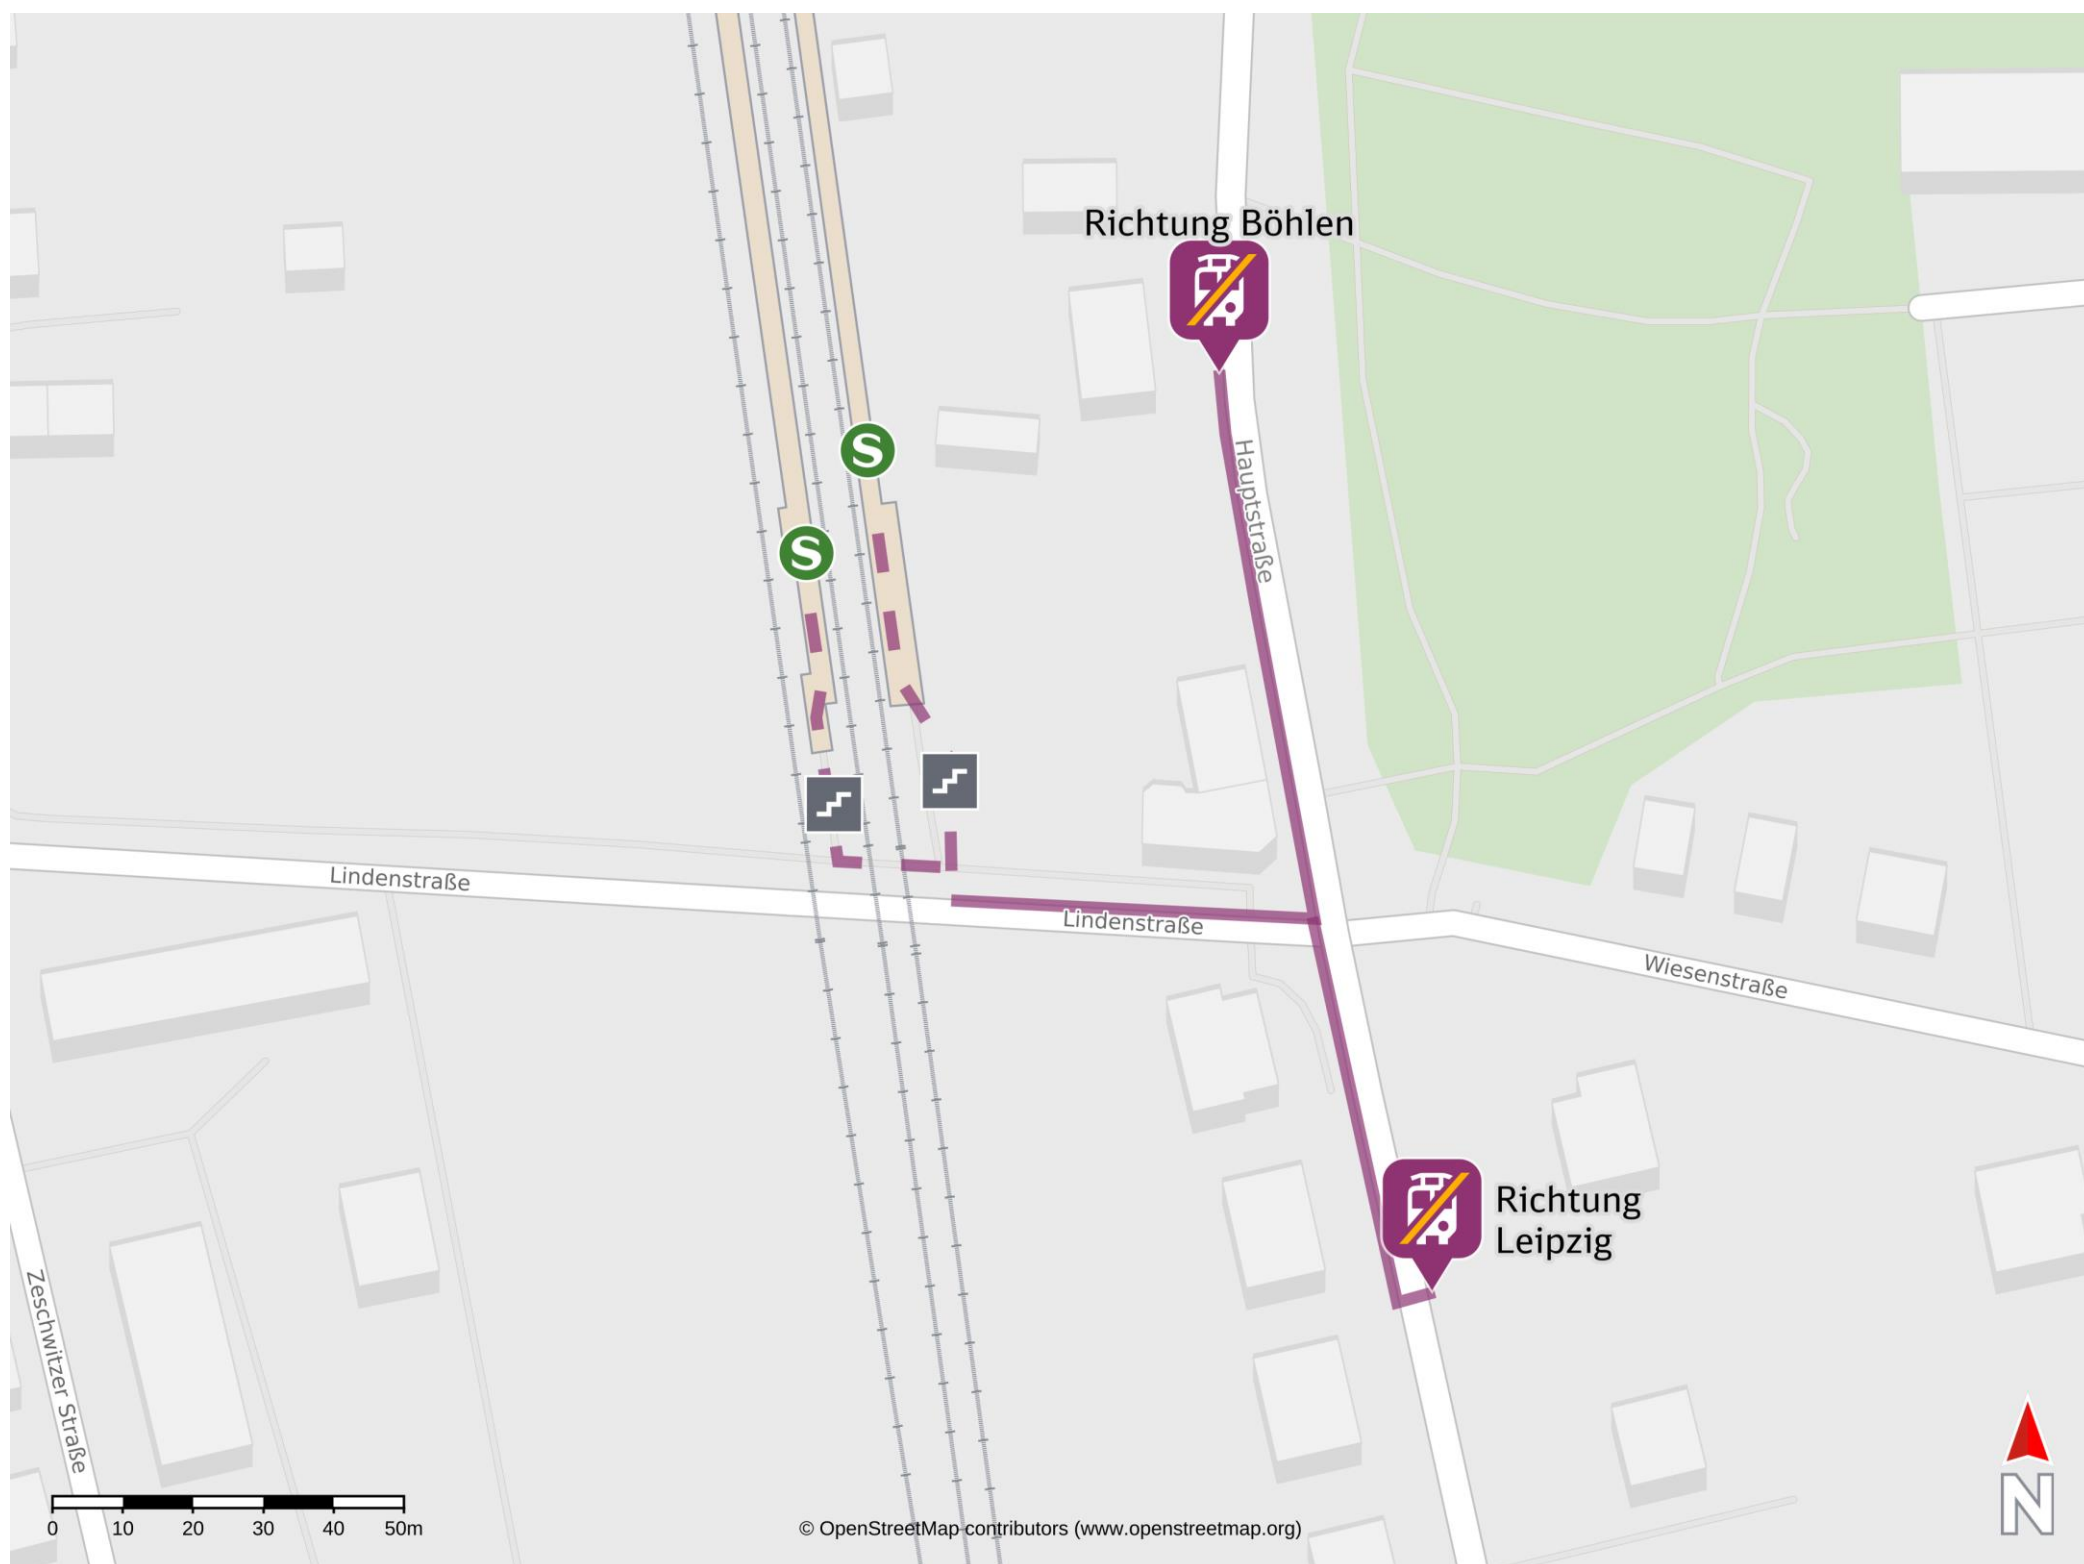 Richtung Böhlen
S
Hauptstraße
S
Lindenstraße
Lindenstraße
Wiesenstraße
Richtung
Leipzig
Zeschwitzer Straße
0 10 20 30 40 50m
© OpenStreetMap contributors (www.openstreetmap.org)
N